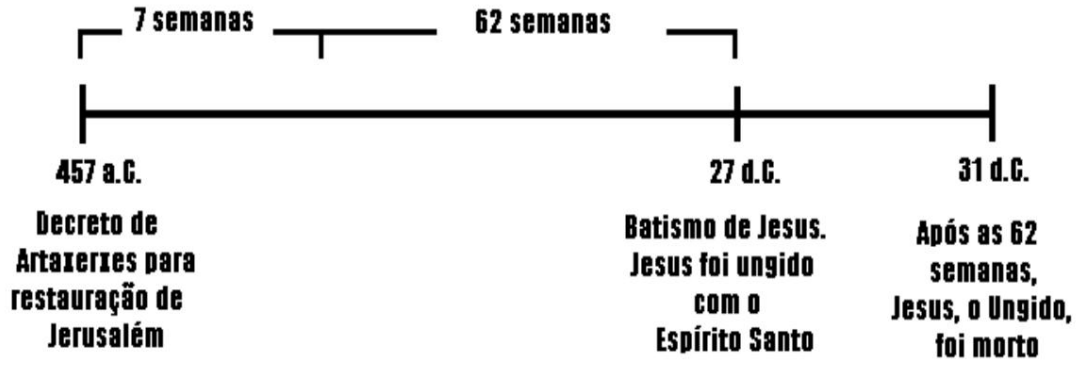 7 semanas
62 semanas
457 a.C.
Decreto de
Artaxerxes para
restauração de
Jerusalém
27 d.C.
Batismo de Jesus.
Jesus foi ungido
com o
Espírito Santo
31 d.C.
Após as 62
semanas,
Jesus, o Ungido,
foi morto